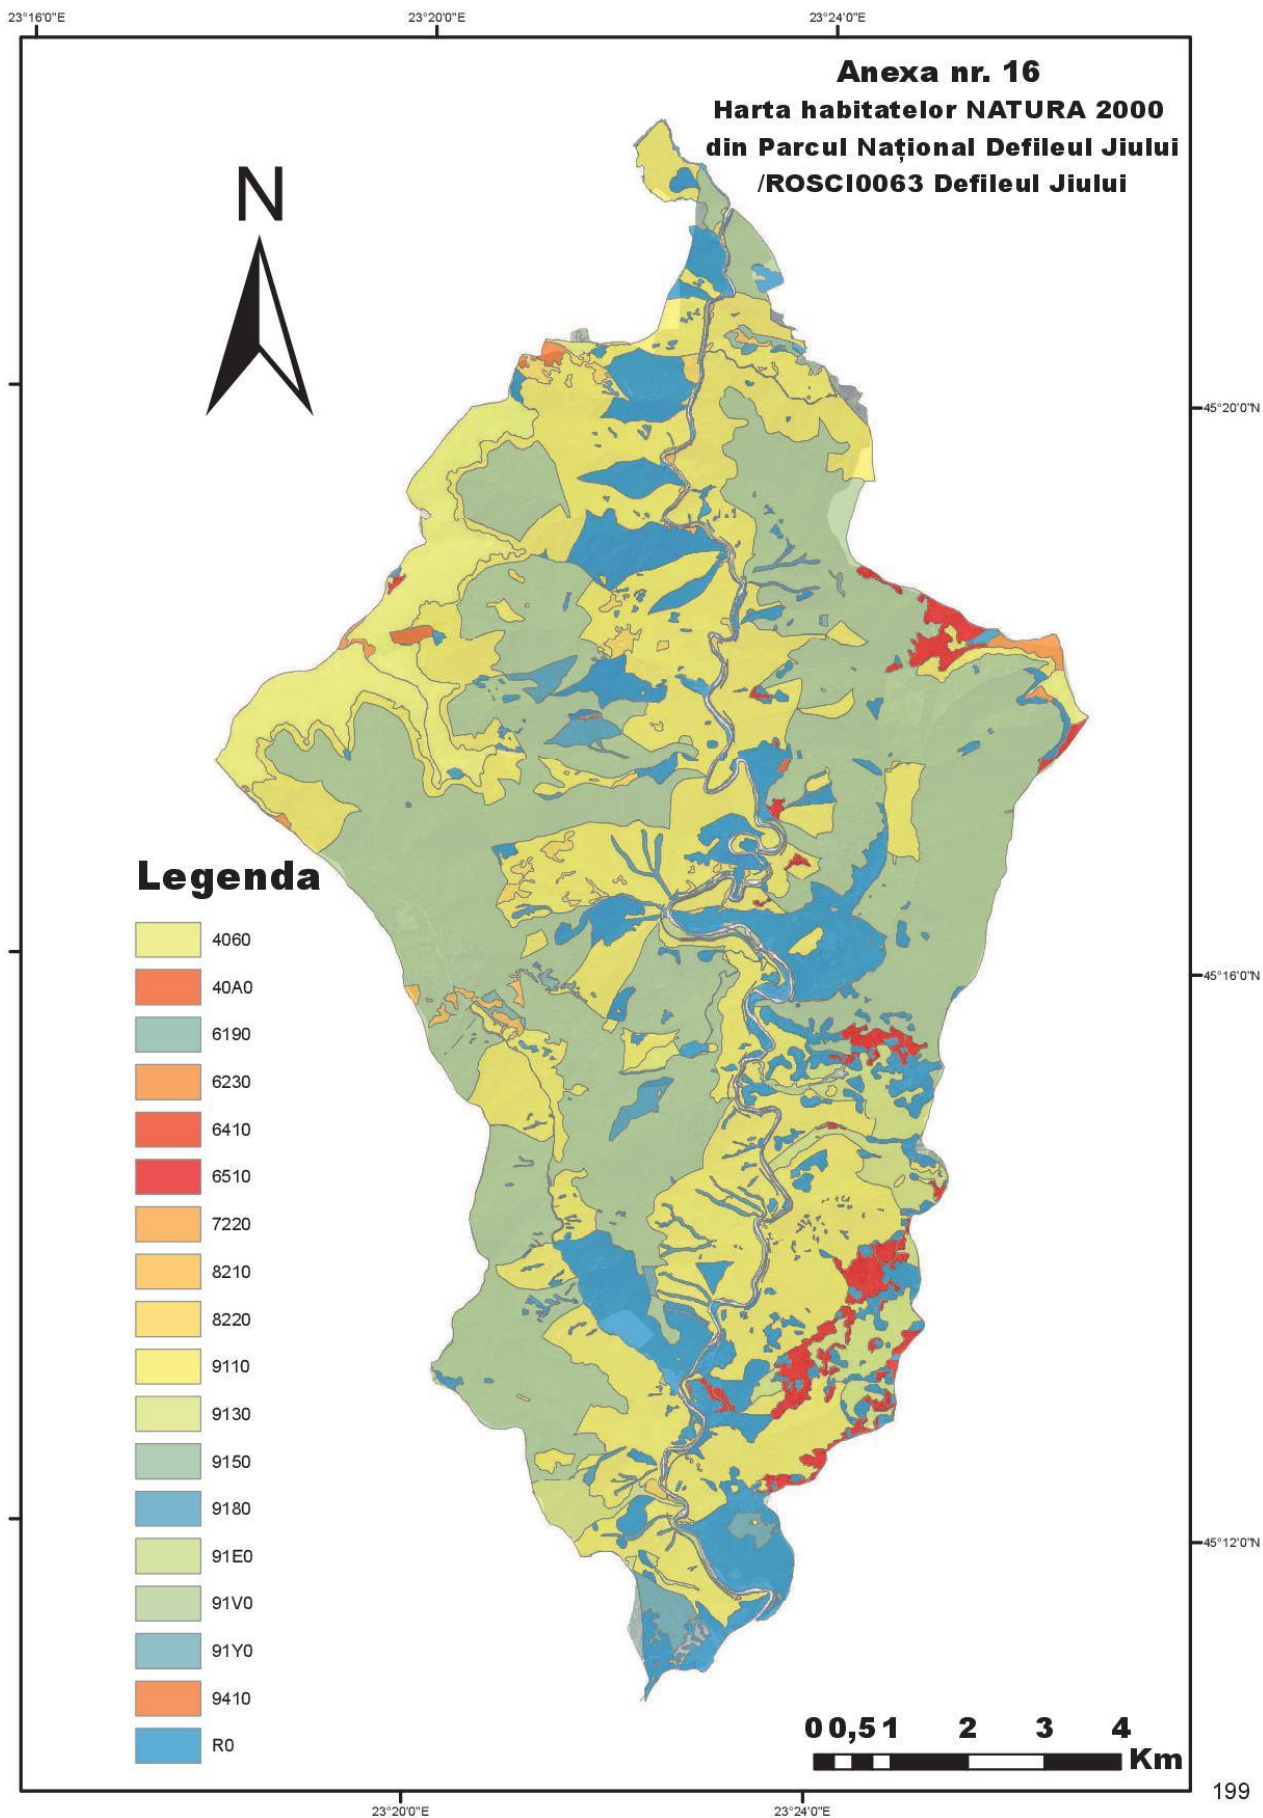 23°16'0"E
23°20'0"E
23°24'0"E
Anexa nr. 16
Harta habitatelor NATURA 2000
din Parcul Național Defileul Jiului
/ROSCI0063 Defileul Jiului
N
45°20'0"N
Legenda
4060
40A0
6190
6230
6410
6510
7220
8210
8220
9110
9130
9150
9180
91E0
91V0
91Y0
9410
R0
45°16'0"N
45°12'0"N
0 0,5 1 2 3 4
Km
199
23°20'0"E
23°24'0"E